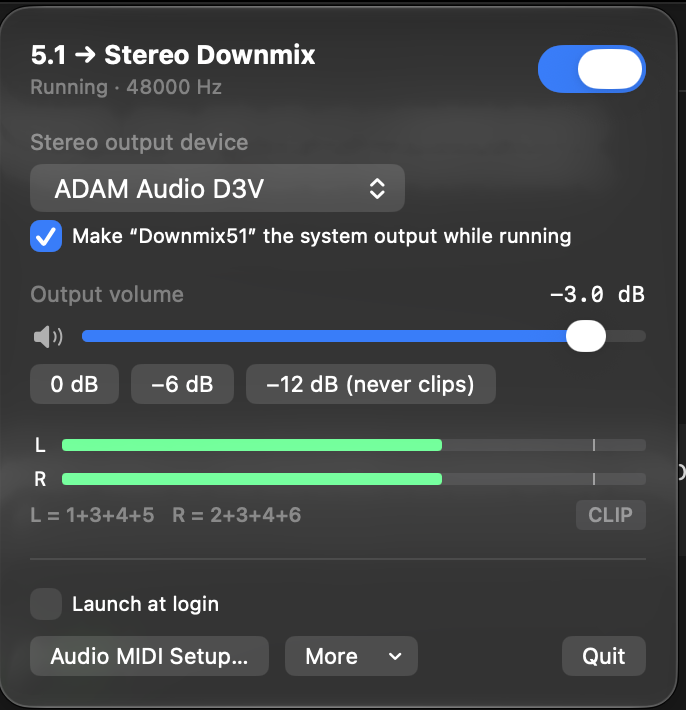 5.1 → Stereo Downmix
Running · 48000 Hz
Stereo output device
ADAM Audio D3V
Make “Downmix51” the system output while running
Output volume
−3.0 dB
0 dB
−6 dB
−12 dB (never clips)
L
R
L = 1+3+4+5 R = 2+3+4+6
CLIP
Launch at login
Audio MIDI Setup...
More
Quit